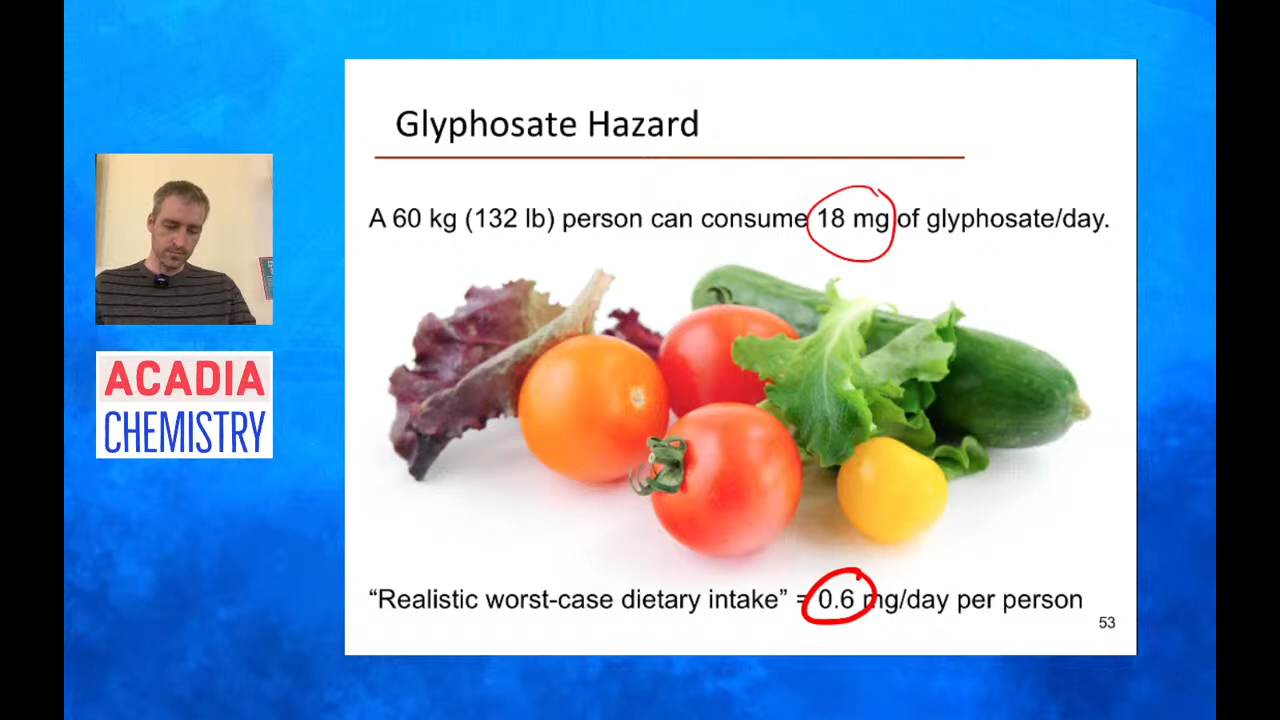 Glyphosate Hazard
A 60 kg (132 lb) person can consume 18 mg of glyphosate/day.
ACADIA
CHEMISTRY
“Realistic worst-case dietary intake” = 0.6 mg/day per person
53